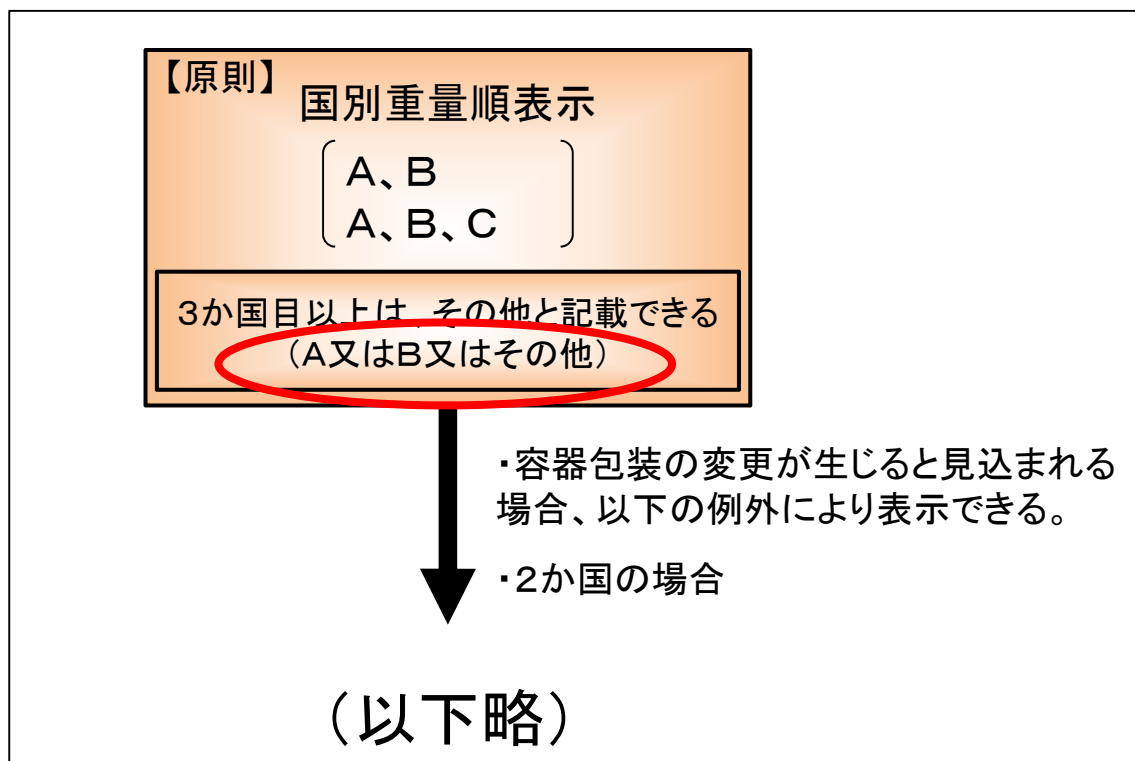 【原則】
国別重量順表示
A、B
A、B、C
3か国目以上は、その他と記載できる
（A又はB又はその他）
・容器包装の変更が生じると見込まれる
場合、以下の例外により表示できる。
・2か国の場合
（以下略）